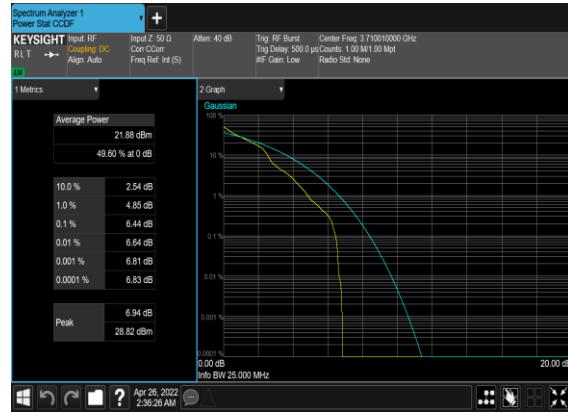 Spectrum Analyzer 1
Power Stat CCDF
+
KEYSIGHT
RLT
Input: RF
Coupling: DC
Align: Auto
Input Z: 50 Ω
Corr CCorr
Freq Ref: Int (S)
Atten: 40 dB
Trig: RF Burst
Trig Delay: 500.0 µs
#IF Gain: Low
Center Freq: 3.710010000 GHz
Counts: 1.00 M/1.00 Mpt
Radio Std: None
1 Metrics
Average Power
21.88 dBm
49.60 % at 0 dB
10.0 % 2.54 dB
1.0 % 4.85 dB
0.1 % 6.44 dB
0.01 % 6.64 dB
0.001 % 6.81 dB
0.0001 % 6.83 dB
Peak
6.94 dB
28.82 dBm
2 Graph
Gaussian
100 %
10 %
1 %
0.1 %
0.01 %
0.001 %
0.0001 %
0.00 dB
20.00 dB
Info BW 25.000 MHz
?
Apr 26, 2022
2:36:26 AM